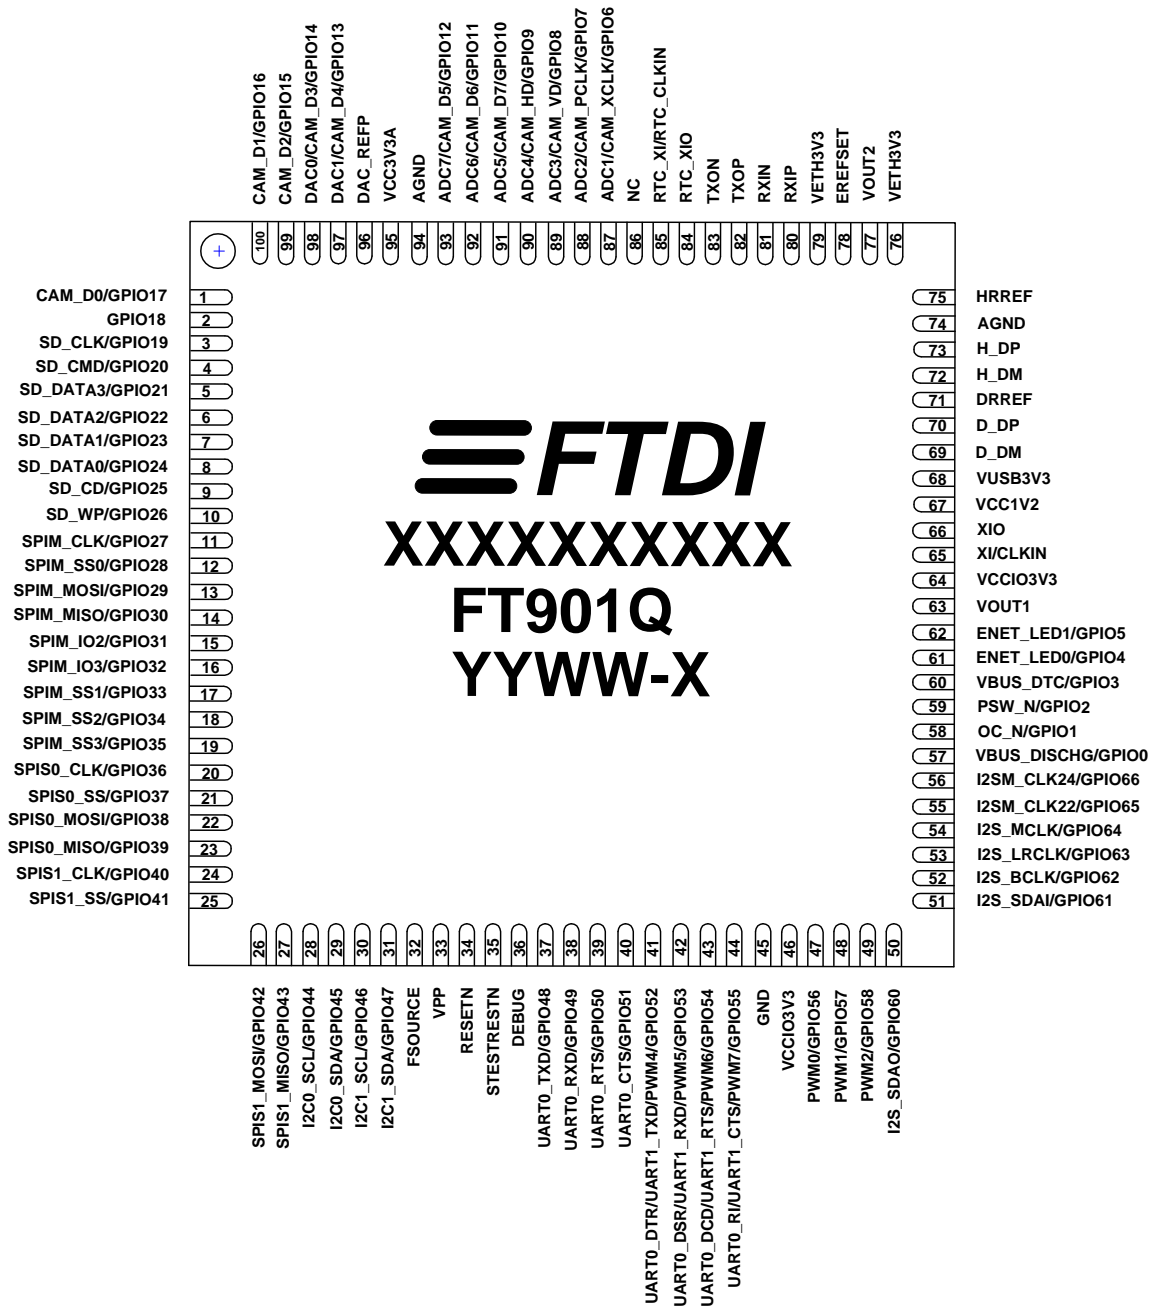 CAM_D1/GPIO16
CAM_D2/GPIO15
DAC0/CAM_D3/GPIO14
DAC1/CAM_D4/GPIO13
DAC_REFP
VCC3V3A
AGND
ADC7/CAM_D5/GPIO12
ADC6/CAM_D6/GPIO11
ADC5/CAM_D7/GPIO10
ADC4/CAM_HD/GPIO9
ADC3/CAM_VD/GPIO8
ADC2/CAM_PCLK/GPIO7
ADC1/CAM_XCLK/GPIO6
NC
RTC_XI/RTC_CLKIN
RTC_XIO
TXON
TXOP
RXIN
RXIP
VETH3V3
EREFSET
VOUT2
VETH3V3
100
99
98
97
96
95
94
93
92
91
90
89
88
87
86
85
84
83
82
81
80
79
78
77
76
CAM_D0/GPIO17 1
GPIO18 2
SD_CLK/GPIO19 3
SD_CMD/GPIO20 4
SD_DATA3/GPIO21 5
SD_DATA2/GPIO22 6
SD_DATA1/GPIO23 7
SD_DATA0/GPIO24 8
SD_CD/GPIO25 9
SD_WP/GPIO26 10
SPIM_CLK/GPIO27 11
SPIM_SS0/GPIO28 12
SPIM_MOSI/GPIO29 13
SPIM_MISO/GPIO30 14
SPIM_IO2/GPIO31 15
SPIM_IO3/GPIO32 16
SPIM_SS1/GPIO33 17
SPIM_SS2/GPIO34 18
SPIM_SS3/GPIO35 19
SPIS0_CLK/GPIO36 20
SPIS0_SS/GPIO37 21
SPIS0_MOSI/GPIO38 22
SPIS0_MISO/GPIO39 23
SPIS1_CLK/GPIO40 24
SPIS1_SS/GPIO41 25
FTDI
XXXXXXXXXX
FT901Q
YYWW-X
75 HRREF
74 AGND
73 H_DP
72 H_DM
71 DRREF
70 D_DP
69 D_DM
68 VUSB3V3
67 VCC1V2
66 XIO
65 XI/CLKIN
64 VCCIO3V3
63 VOUT1
62 ENET_LED1/GPIO5
61 ENET_LED0/GPIO4
60 VBUS_DTC/GPIO3
59 PSW_N/GPIO2
58 OC_N/GPIO1
57 VBUS_DISCHG/GPIO0
56 I2SM_CLK24/GPIO66
55 I2SM_CLK22/GPIO65
54 I2S_MCLK/GPIO64
53 I2S_LRCLK/GPIO63
52 I2S_BCLK/GPIO62
51 I2S_SDAI/GPIO61
26
27
28
29
30
31
32
33
34
35
36
37
38
39
40
41
42
43
44
45
46
47
48
49
50
SPIS1_MOSI/GPIO42
SPIS1_MISO/GPIO43
I2C0_SCL/GPIO44
I2C0_SDA/GPIO45
I2C1_SCL/GPIO46
I2C1_SDA/GPIO47
FSOURCE
VPP
RESETN
STESTRESTN
DEBUG
UART0_TXD/GPIO48
UART0_RXD/GPIO49
UART0_RTS/GPIO50
UART0_CTS/GPIO51
UART0_DTR/UART1_TXD/PWM4/GPIO52
UART0_DSR/UART1_RXD/PWM5/GPIO53
UART0_DCD/UART1_RTS/PWM6/GPIO54
UART0_RI/UART1_CTS/PWM7/GPIO55
GND
VCCIO3V3
PWM0/GPIO56
PWM1/GPIO57
PWM2/GPIO58
I2S_SDAO/GPIO60